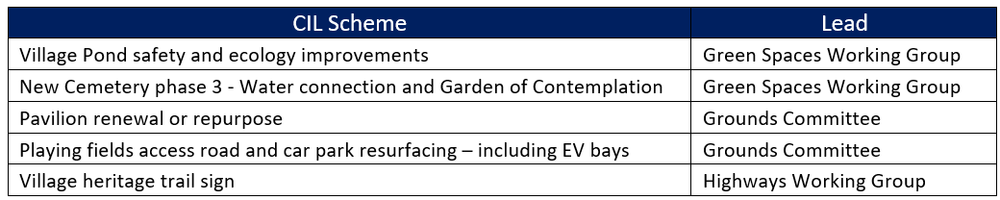 CIL Scheme Lead
Village Pond safety and ecology improvements Green Spaces Working Group
New Cemetery phase 3 - Water connection and Garden of Contemplation Green Spaces Working Group
Pavilion renewal or repurpose Grounds Committee
Playing fields access road and car park resurfacing – including EV bays Grounds Committee
Village heritage trail sign Highways Working Group